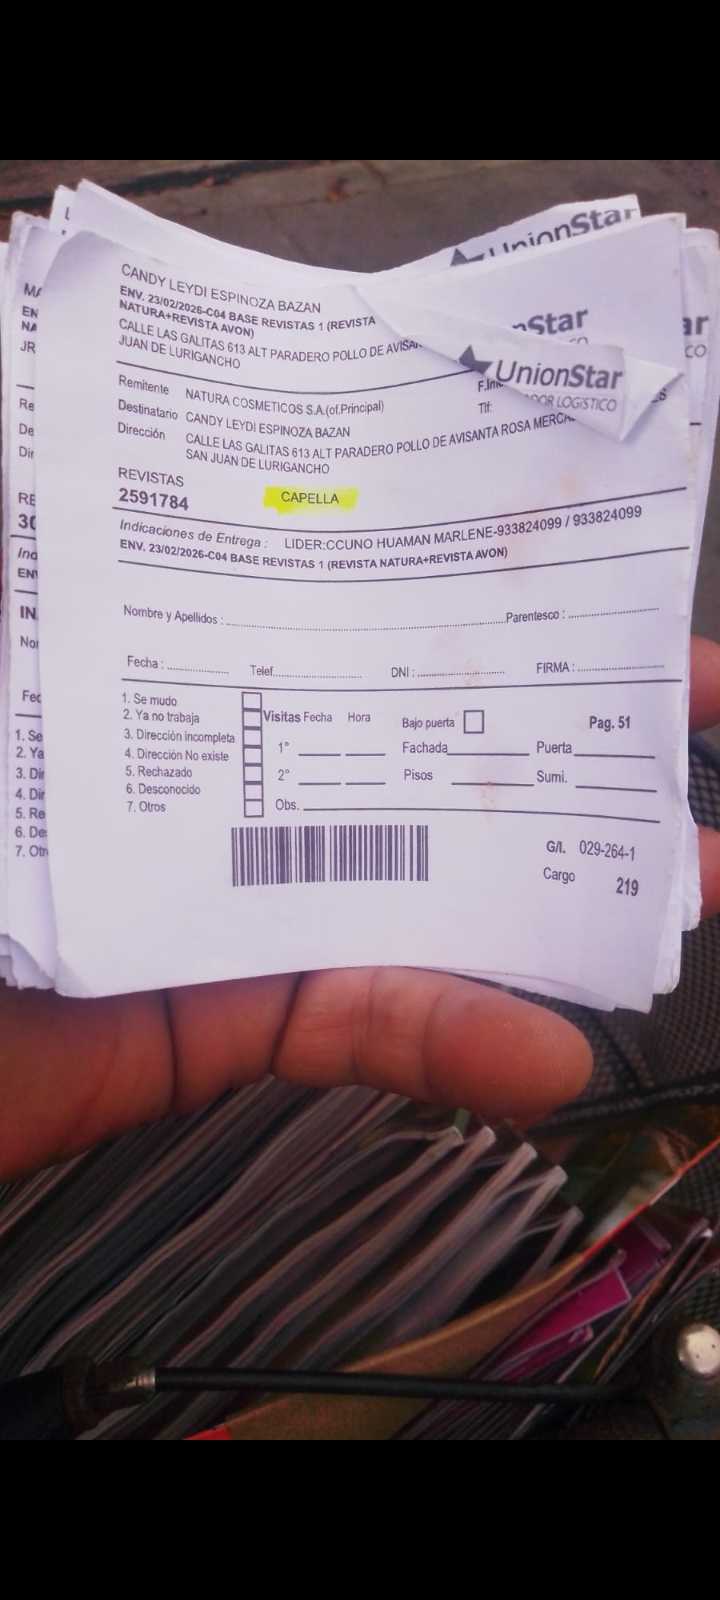 UnionStar
CANDY LEYDI ESPINOZA BAZAN
ENV. 23/02/2026-C04 BASE REVISTAS 1 (REVISTA
NATURA+REVISTA AVON)
CALLE LAS GALITAS 613 ALT PARADERO POLLO DE
JUAN DE LURIGANCHO
UnionStar
Remitente NATURA COSMETICOS S.A.(of.Principal)
Tlf:
Destinatario CANDY LEYDI ESPINOZA BAZAN
Dirección CALLE LAS GALITAS 613 ALT PARADERO POLLO DE AVISANTA ROSA
SAN JUAN DE LURIGANCHO
REVISTAS
2591784 CAPELLA
Indicaciones de Entrega : LIDER:CCUNO HUAMAN MARLENE-933824099 / 933824099
ENV. 23/02/2026-C04 BASE REVISTAS 1 (REVISTA NATURA+REVISTA AVON)
Nombre y Apellidos : Parentesco :
Fecha : Telef. DNI : FIRMA :
1. Se mudo
2. Ya no trabaja
3. Dirección incompleta
4. Dirección No existe
5. Rechazado
6. Desconocido
7. Otros
Visitas Fecha Hora Bajo puerta Pag. 51
1° Fachada Puerta
2° Pisos Sumi.
Obs.
G/I. 029-264-1
Cargo 219